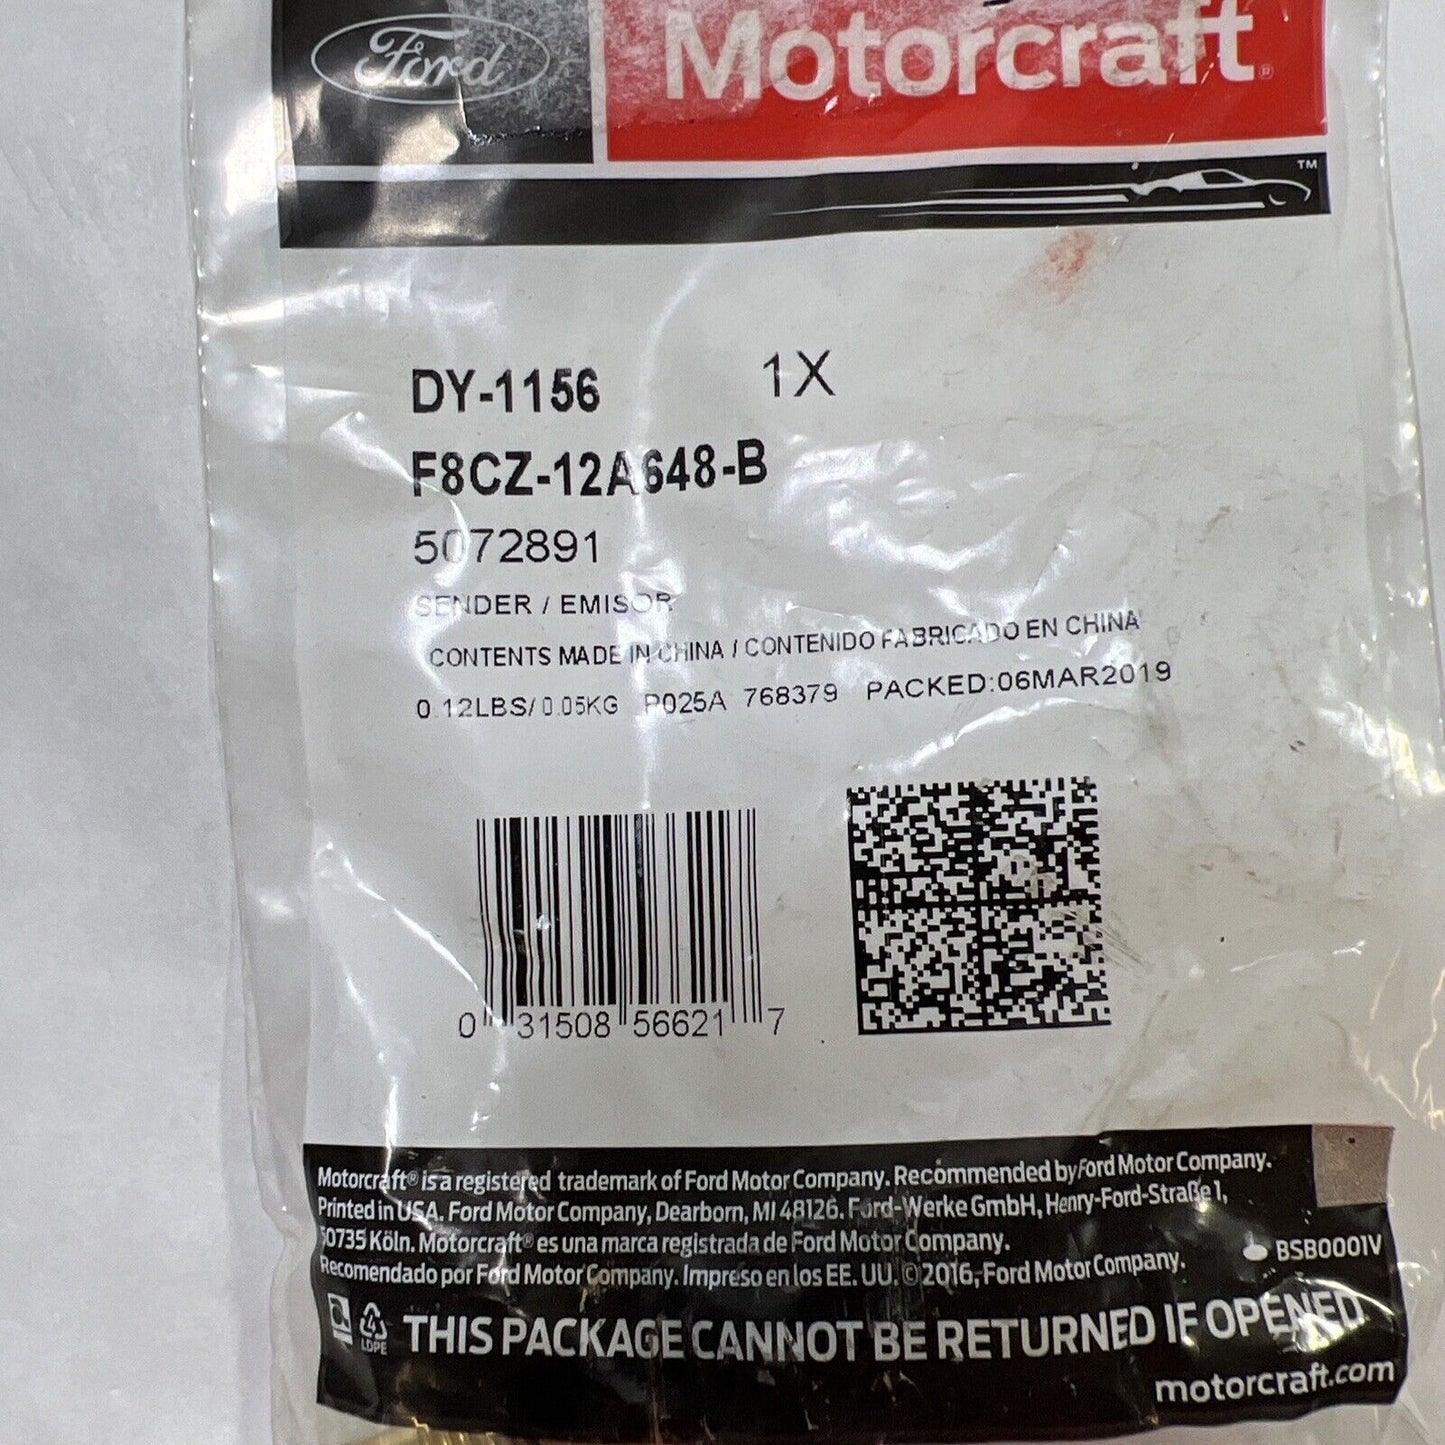 Ford
Motorcraft®
™
DY-1156 1X
F8CZ-12A648-B
5072891
SENDER / EMISOR
CONTENTS MADE IN CHINA / CONTENIDO FABRICADO EN CHINA
0.12LBS/ 0.05KG P025A 768379 PACKED:06MAR2019
0 31508 56621 7
Motorcraft® is a registered trademark of Ford Motor Company. Recommended by Ford Motor Company.
Printed in USA. Ford Motor Company, Dearborn, MI 48126. Ford-Werke GmbH, Henry-Ford-Straße 1,
50735 Köln. Motorcraft® es una marca registrada de Ford Motor Company.
Recomendado por Ford Motor Company. Impreso en los EE. UU. ©2016, Ford Motor Company.
BSB0001V
4
LDPE
THIS PACKAGE CANNOT BE RETURNED IF OPENED
motorcraft.com